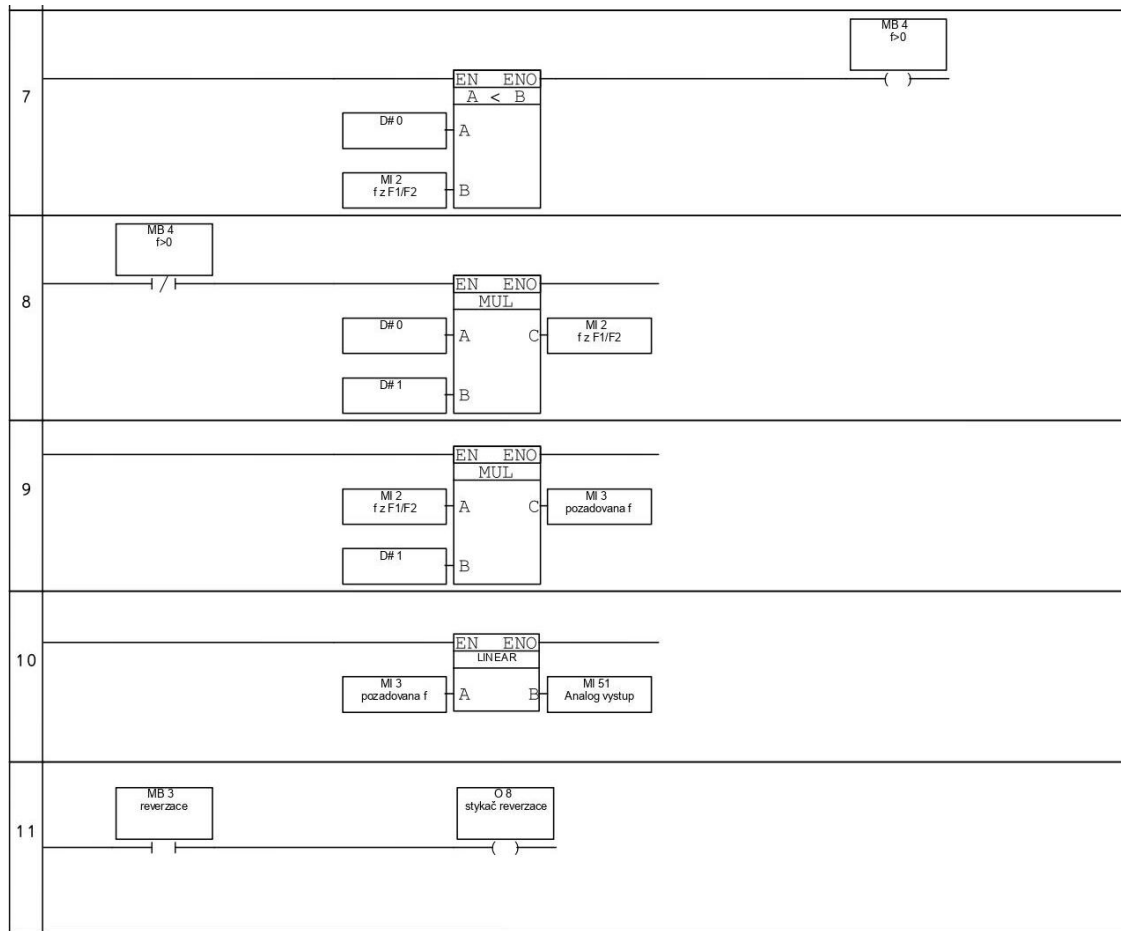 MB 4
f>0
7
EN ENO
A < B
D# 0
A
MI 2
f z F1/F2
B
MB 4
f>0
8
EN ENO
MUL
D# 0
A
C
MI 2
f z F1/F2
D# 1
B
9
EN ENO
MUL
MI 2
f z F1/F2
A
C
MI 3
pozadovana f
D# 1
B
10
EN ENO
LINEAR
MI 3
pozadovana f
A
B
MI 51
Analog vystup
11
MB 3
reverzace
O 8
stykač reverzace